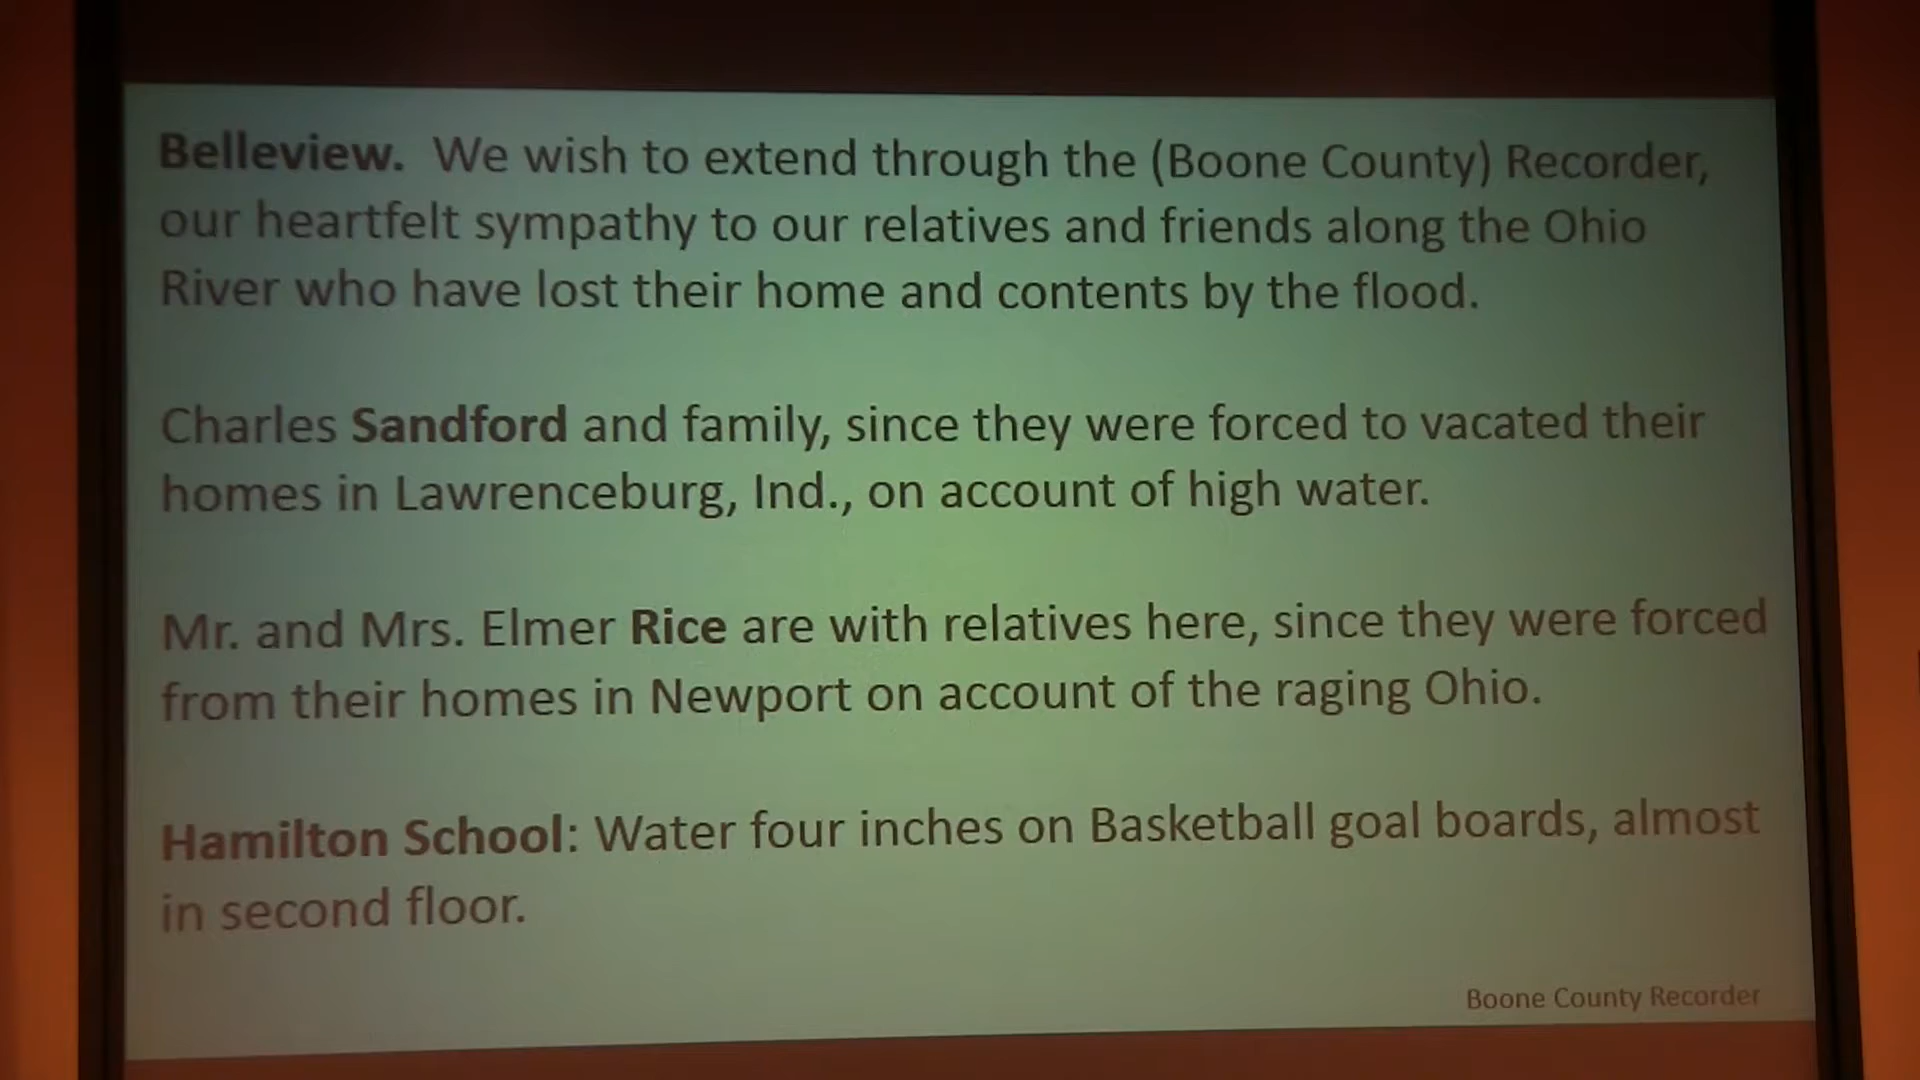 Belleview. We wish to extend through the (Boone County) Recorder,
our heartfelt sympathy to our relatives and friends along the Ohio
River who have lost their home and contents by the flood.
Charles Sandford and family, since they were forced to vacated their
homes in Lawrenceburg, Ind., on account of high water.
Mr. and Mrs. Elmer Rice are with relatives here, since they were forced
from their homes in Newport on account of the raging Ohio.
Hamilton School: Water four inches on Basketball goal boards, almost
in second floor.
Boone County Recorder